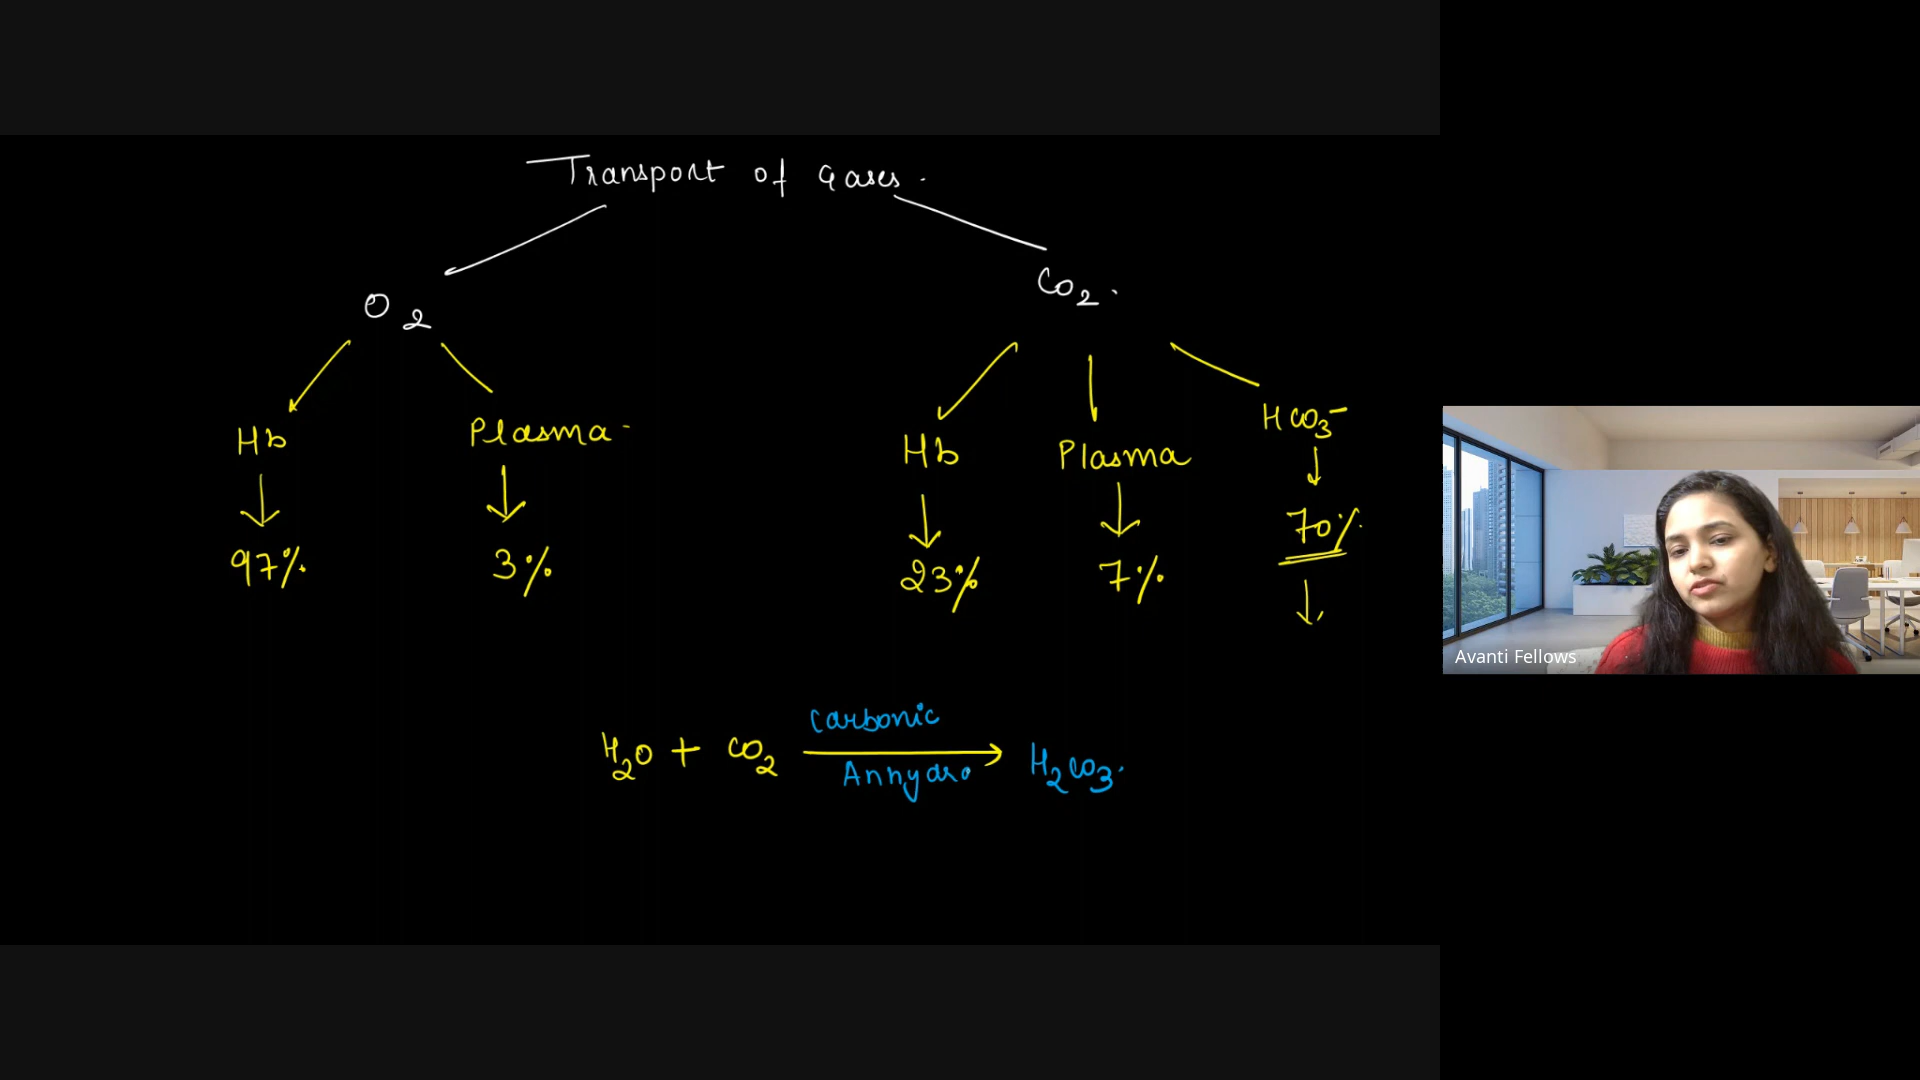 Transport of Gases.
O2
CO2.
Hb
Plasma
Hb
Plasma
HCO3-
97%
3%
23%
7%
70%
H2O + CO2
Carbonic
Anhydro
H2CO3.
Avanti Fellows